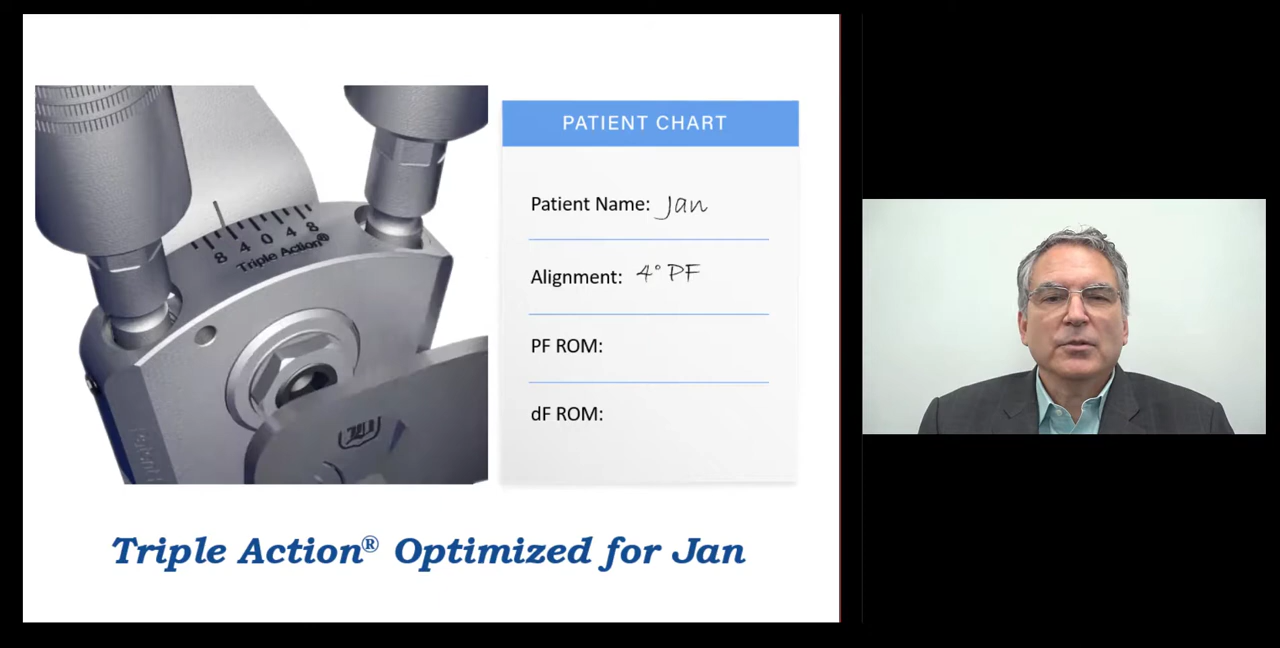 8 4 0 4 8
Triple Action®
PATIENT CHART
Patient Name: Jan
Alignment: 4° PF
PF ROM:
dF ROM:
Triple Action® Optimized for Jan